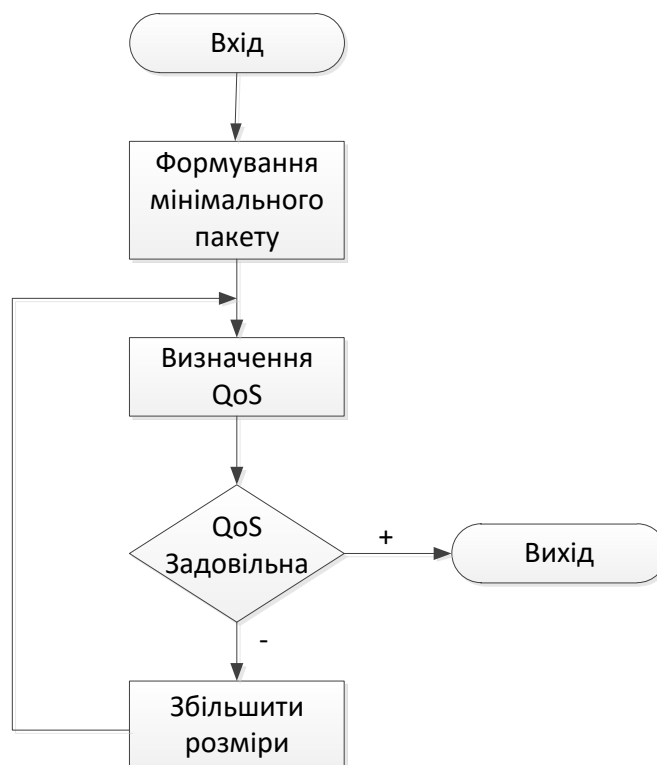 Вхід
Формування
мінімального
пакету
Визначення
QoS
QoS
Задовільна
+
Вихід
-
Збільшити
розміри